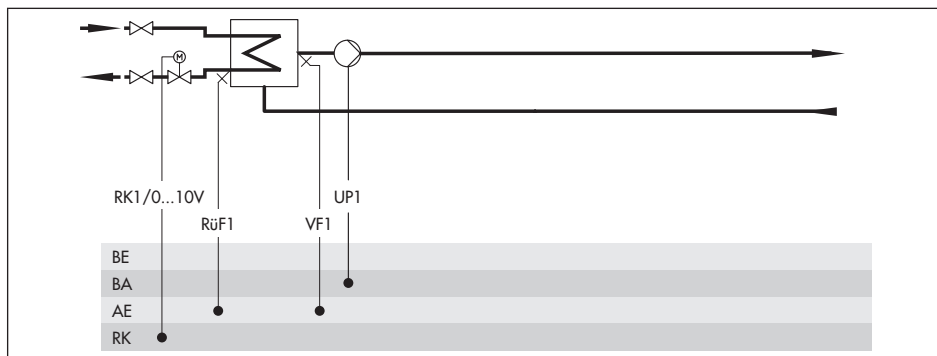 M
RK1/0...10V
UP1
RüF1
VF1
BE
BA
AE
RK